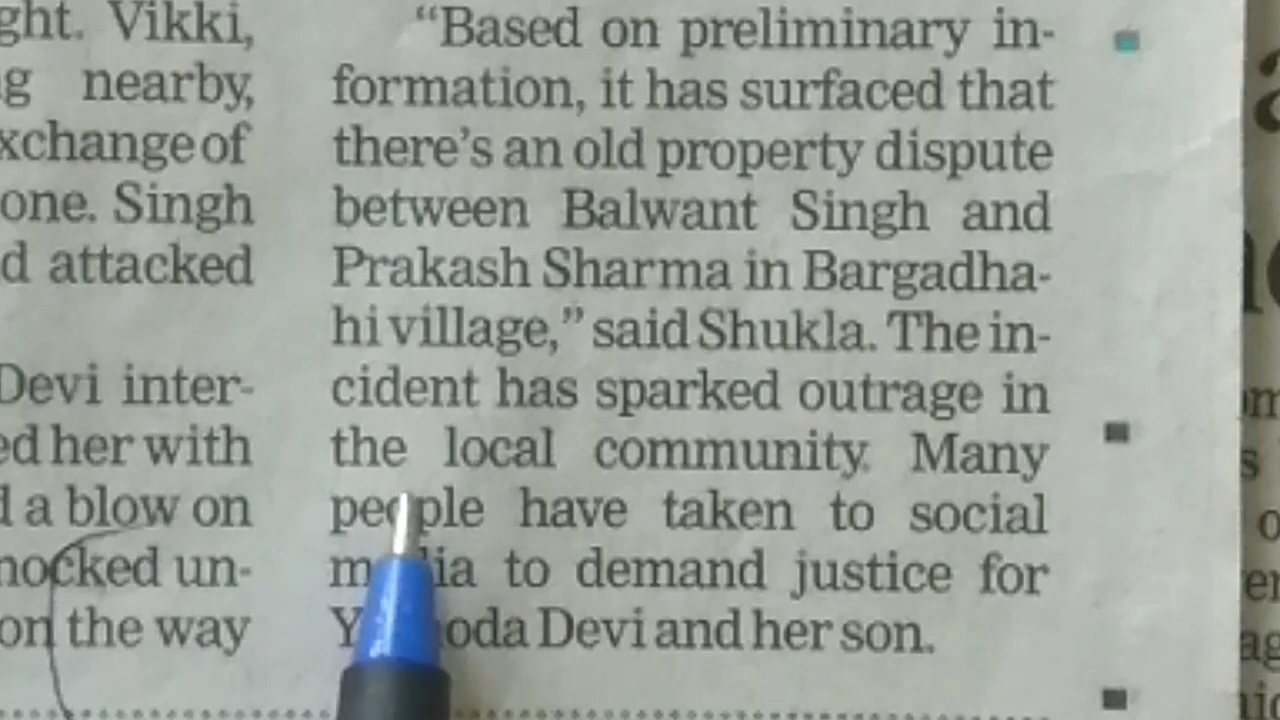 ght. Vikki,
nearby,
xchange of
one. Singh
d attacked
Devi inter-
ed her with
d a blow on
nocked un-
on the way
“Based on preliminary in-
formation, it has surfaced that
there’s an old property dispute
between Balwant Singh and
Prakash Sharma in Bargadha-
hi village,” said Shukla. The in-
cident has sparked outrage in
the local community. Many
people have taken to social
media to demand justice for
oda Devi and her son.